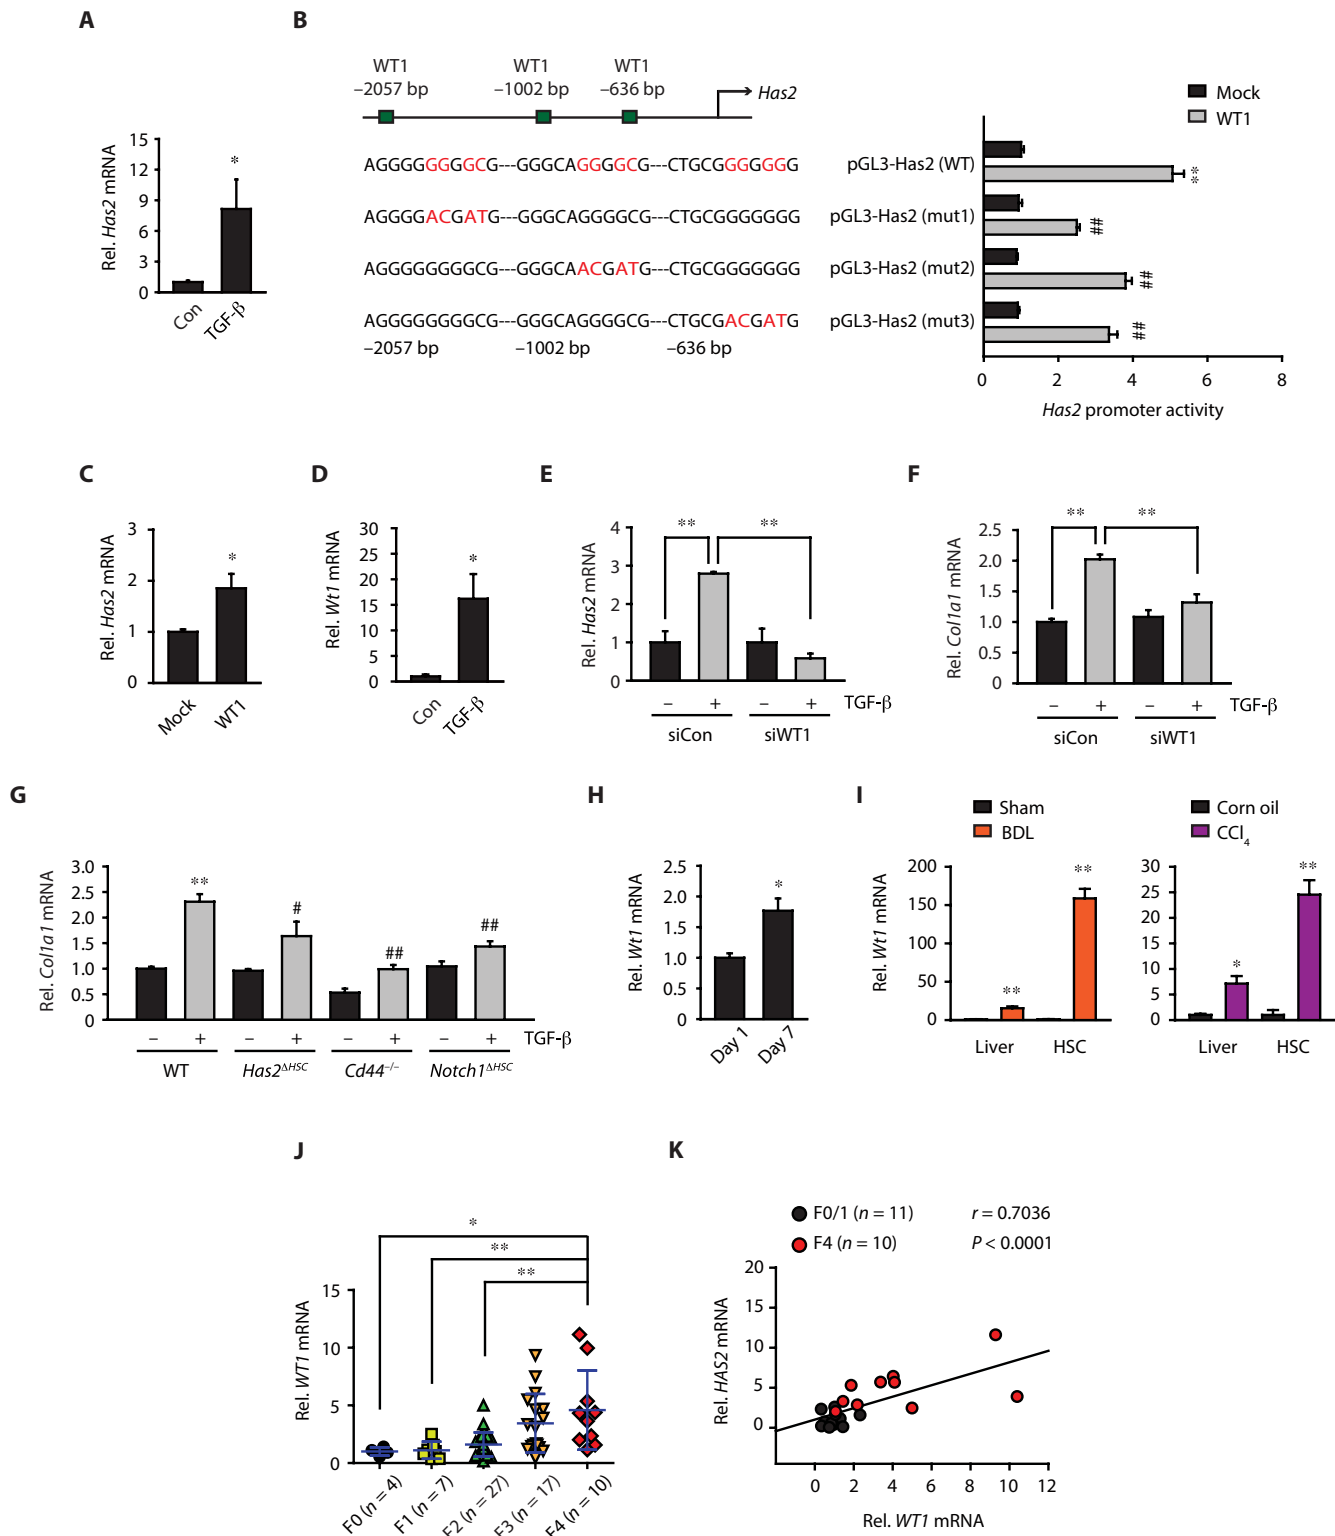 A
Rel. Has2 mRNA
15
12
9
6
3
0
*
Con
TGF-β
B
WT1
–2057 bp
WT1
–1002 bp
WT1
–636 bp
Has2
AGGGGGGGGCG---GGGCAGGGGCG---CTGCGGGGGGG
AGGGGACGATG---GGGCAGGGGCG---CTGCGGGGGGG
AGGGGGGGGCG---GGGCAACGATG---CTGCGGGGGGG
AGGGGGGGGCG---GGGCAGGGGCG---CTGCGACGATG
–2057 bp
–1002 bp
–636 bp
Mock
WT1
pGL3-Has2 (WT)
**
pGL3-Has2 (mut1)
##
pGL3-Has2 (mut2)
##
pGL3-Has2 (mut3)
##
0 2 4 6 8
Has2 promoter activity
C
Rel. Has2 mRNA
3
2
1
0
*
Mock
WT1
D
Rel. Wt1 mRNA
30
25
20
15
10
5
0
*
Con
TGF-β
E
Rel. Has2 mRNA
4
3
2
1
0
** **
– + – + TGF-β
siCon siWT1
F
Rel. Col1a1 mRNA
2.5
2.0
1.5
1.0
0.5
0
** **
– + – + TGF-β
siCon siWT1
G
Rel. Col1a1 mRNA
3.0
2.5
2.0
1.5
1.0
0.5
0
** # ## ##
– + – + – + – + TGF-β
WT Has2ΔHSC Cd44–/– Notch1ΔHSC
H
Rel. Wt1 mRNA
2.5
2.0
1.5
1.0
0.5
0
*
Day 1
Day 7
I
Sham
BDL
Rel. Wt1 mRNA
200
150
100
50
0
** **
Liver HSC
Corn oil
CCl4
30
25
20
15
10
5
0
* **
Liver HSC
J
Rel. WT1 mRNA
15
10
5
0
*
**
**
F0 (n = 4)
F1 (n = 7)
F2 (n = 27)
F3 (n = 17)
F4 (n = 10)
K
F0/1 (n = 11) r = 0.7036
F4 (n = 10) P < 0.0001
Rel. HAS2 mRNA
20
15
10
5
0
0 2 4 6 8 10 12
Rel. WT1 mRNA